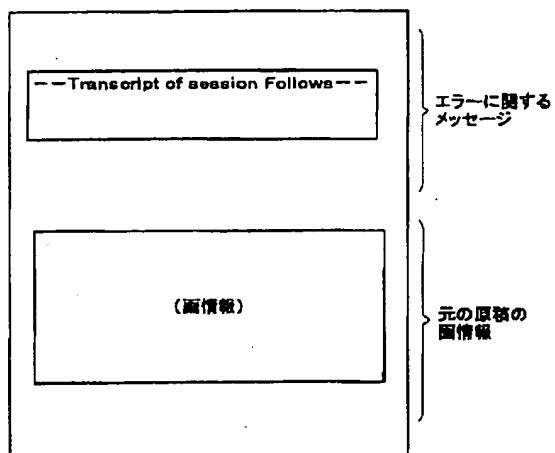 --Transcript of session Follows--
エラーに関する
メッセージ
(画情報)
元の原稿の
画情報